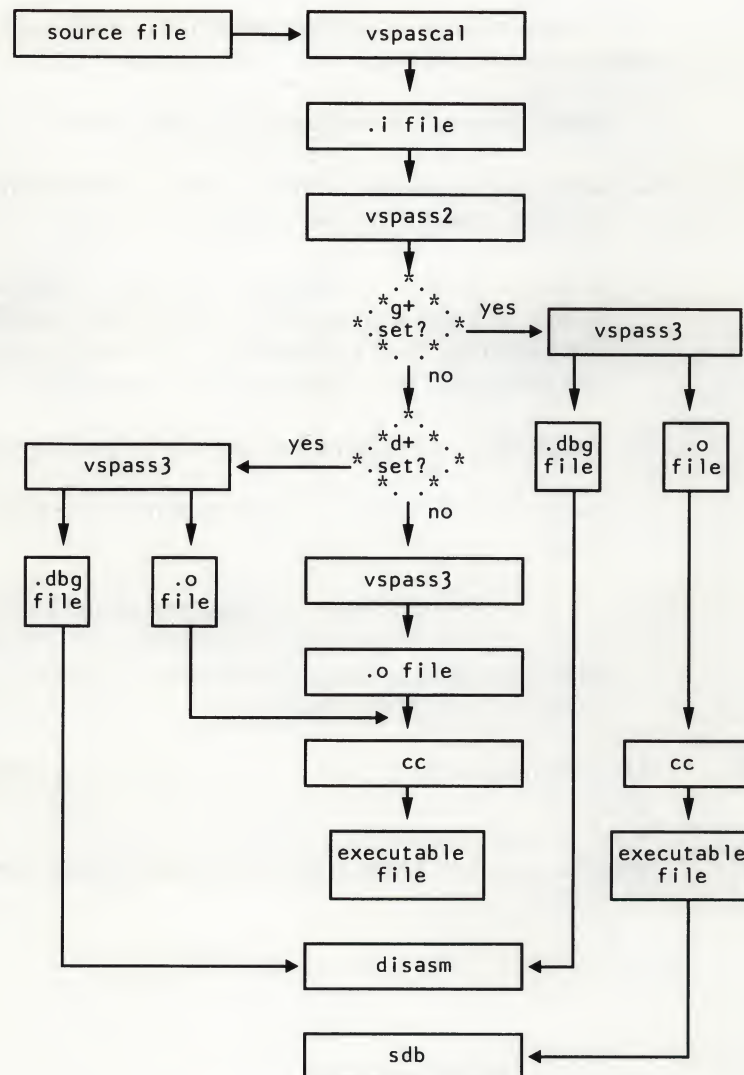 source file
vspascal
.i file
vspass2
g+
set?
yes
vspass3
no
.dbg
file
.o
file
d+
set?
yes
vspass3
no
.dbg
file
.o
file
vspass3
.o file
cc
cc
executable
file
executable
file
disasm
sdb